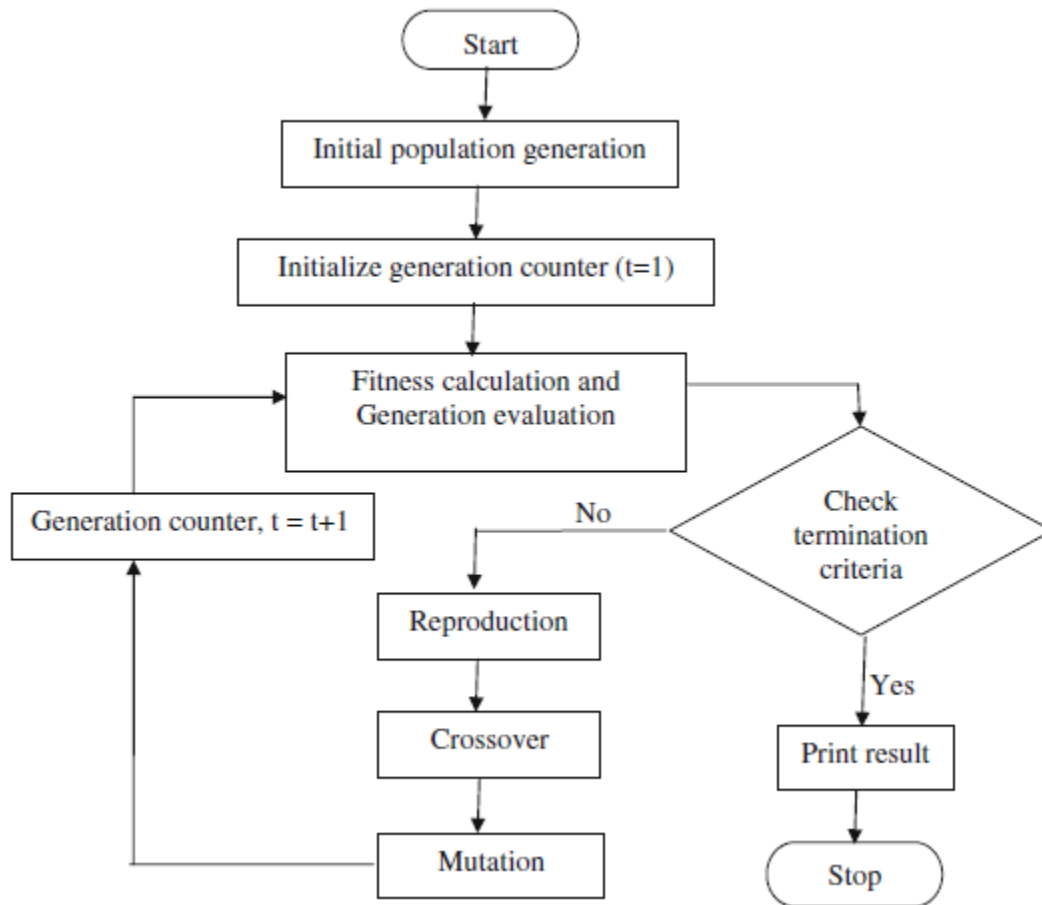 Start
Initial population generation
Initialize generation counter (t=1)
Fitness calculation and
Generation evaluation
Generation counter, t = t+1
No
Check
termination
criteria
Reproduction
Yes
Crossover
Print result
Mutation
Stop